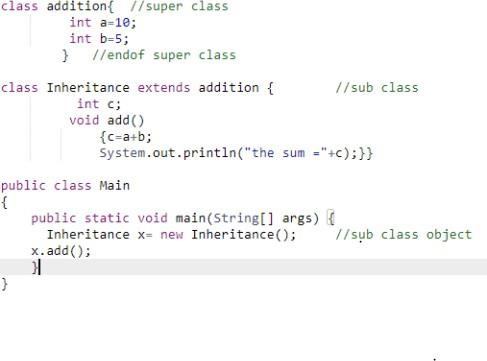 class addition{ //super class
int a=10;
int b=5;
} //endof super class
class Inheritance extends addition { //sub class
int c;
void add()
{c=a+b;
System.out.println("the sum ="+c);}}
public class Main
{
public static void main(String[] args) {
Inheritance x= new Inheritance(); //sub class object
x.add();
}
}